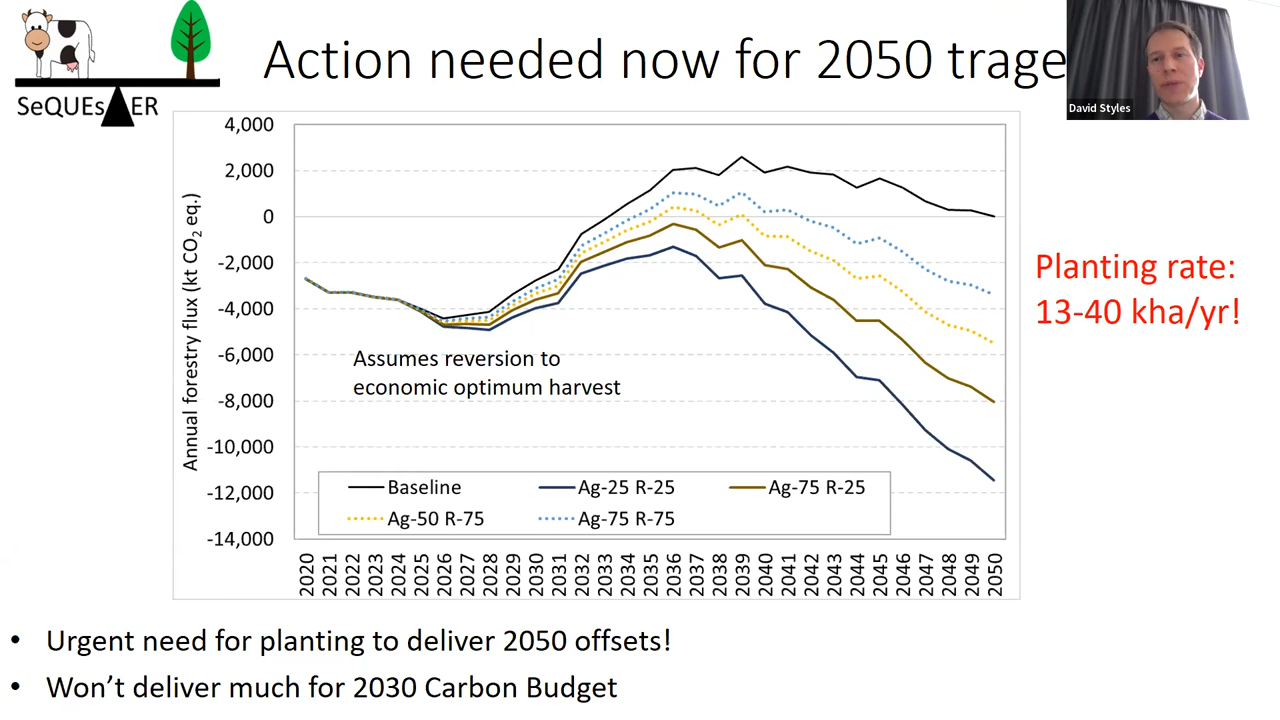 SeQUEsTER
Action needed now for 2050 trage
David Styles
4,000
2,000
0
-2,000
-4,000
-6,000
-8,000
-10,000
-12,000
-14,000
Annual forestry flux (kt CO₂ eq.)
Assumes reversion to
economic optimum harvest
Baseline Ag-25 R-25 Ag-75 R-25
Ag-50 R-75 Ag-75 R-75
2020 2021 2022 2023 2024 2025 2026 2027 2028 2029 2030 2031 2032 2033 2034 2035 2036 2037 2038 2039 2040 2041 2042 2043 2044 2045 2046 2047 2048 2049 2050
Planting rate:
13-40 kha/yr!
• Urgent need for planting to deliver 2050 offsets!
• Won’t deliver much for 2030 Carbon Budget